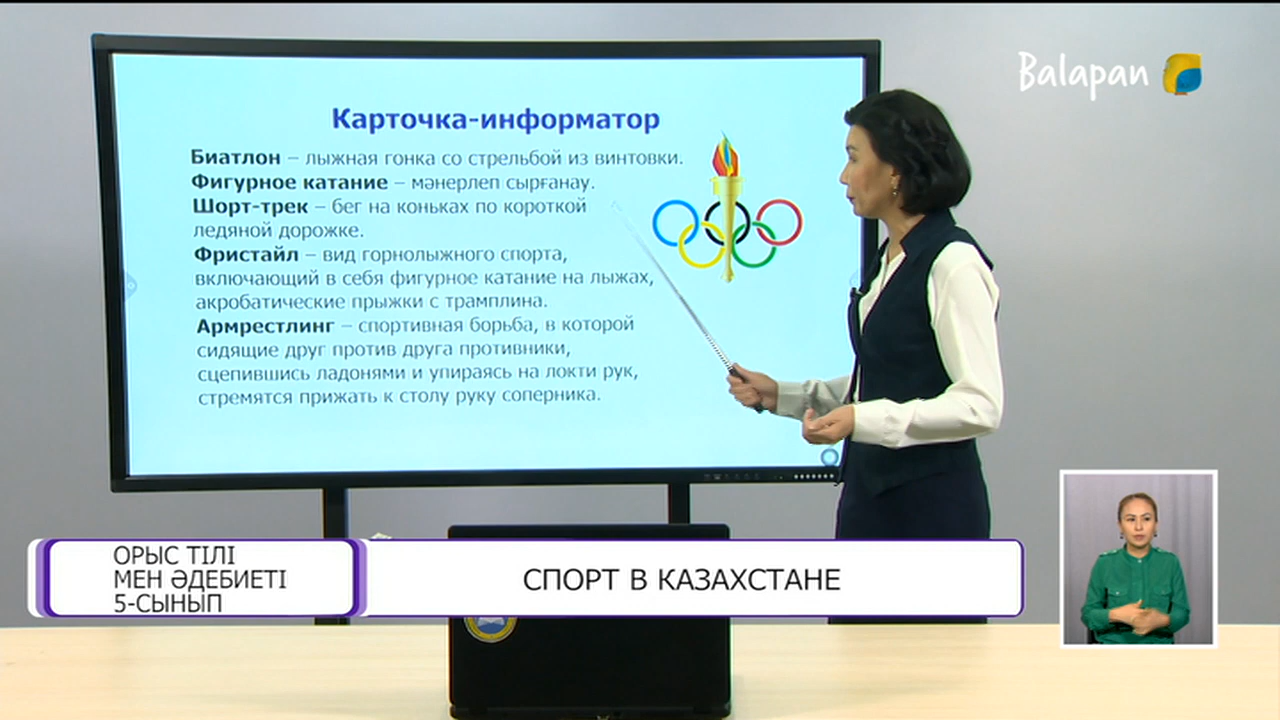 Balapan
Карточка-информатор
Биатлон – лыжная гонка со стрельбой из винтовки.
Фигурное катание – мәнерлеп сырғанау.
Шорт-трек – бег на коньках по короткой
ледяной дорожке.
Фристайл – вид горнолыжного спорта,
включающий в себя фигурное катание на лыжах,
акробатические прыжки с трамплина.
Армрестлинг – спортивная борьба, в которой
сидящие друг против друга противники,
сцепившись ладонями и упираясь на локти рук,
стремятся прижать к столу руку соперника.
ОРЫС ТІЛІ
МЕН ӘДЕБИЕТІ
5-СЫНЫП
СПОРТ В КАЗАХСТАНЕ